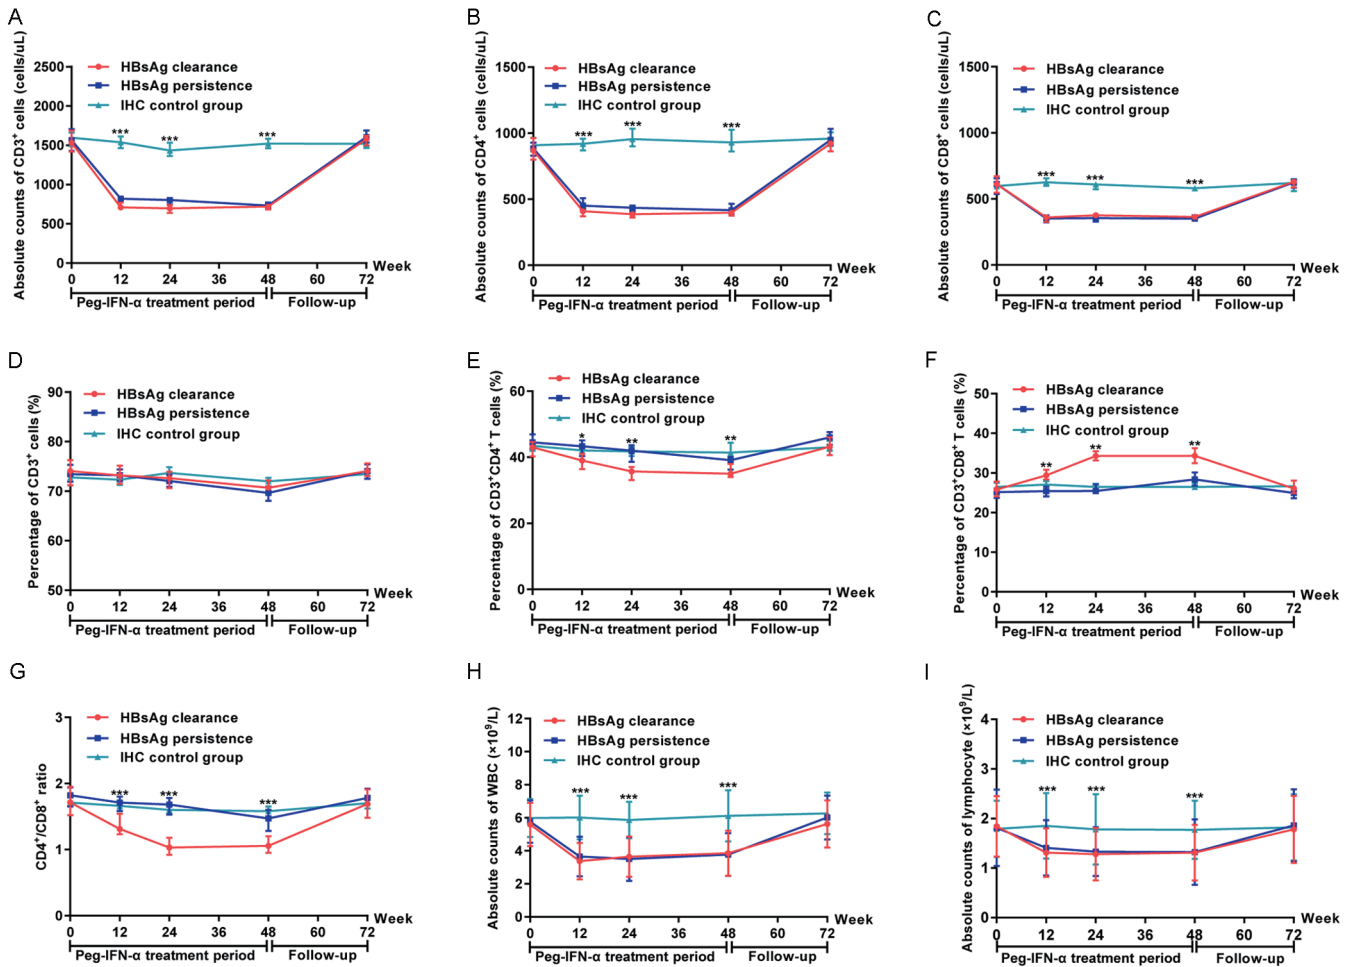 A
Absolute counts of CD3⁺ cells (cells/uL)
HBsAg clearance
HBsAg persistence
IHC control group
2500
2000
1500
1000
500
0
*** *** ***
0 12 24 36 48 60 72 Week
Peg-IFN-α treatment period Follow-up
B
Absolute counts of CD4⁺ cells (cells/uL)
HBsAg clearance
HBsAg persistence
IHC control group
1500
1000
500
0
*** *** ***
0 12 24 36 48 60 72 Week
Peg-IFN-α treatment period Follow-up
C
Absolute counts of CD8⁺ cells (cells/uL)
HBsAg clearance
HBsAg persistence
IHC control group
1500
1000
500
0
*** *** ***
0 12 24 36 48 60 72 Week
Peg-IFN-α treatment period Follow-up
D
Percentage of CD3⁺ cells (%)
HBsAg clearance
HBsAg persistence
IHC control group
90
80
70
60
50
0 12 24 36 48 60 72 Week
Peg-IFN-α treatment period Follow-up
E
Percentage of CD3⁺CD4⁺ T cells (%)
HBsAg clearance
HBsAg persistence
IHC control group
60
40
20
0
* ** **
0 12 24 36 48 60 72 Week
Peg-IFN-α treatment period Follow-up
F
Percentage of CD3⁺CD8⁺ T cells (%)
HBsAg clearance
HBsAg persistence
IHC control group
50
40
30
20
10
0
** ** **
0 12 24 36 48 60 72 Week
Peg-IFN-α treatment period Follow-up
G
CD4⁺/CD8⁺ ratio
HBsAg clearance
HBsAg persistence
IHC control group
3
2
1
0
*** *** ***
0 12 24 36 48 60 72 Week
Peg-IFN-α treatment period Follow-up
H
Absolute counts of WBC (×10⁹/L)
HBsAg clearance
HBsAg persistence
IHC control group
12
10
8
6
4
2
0
*** *** ***
0 12 24 36 48 60 72 Week
Peg-IFN-α treatment period Follow-up
I
Absolute counts of lymphocyte (×10⁹/L)
HBsAg clearance
HBsAg persistence
IHC control group
4
3
2
1
0
*** *** ***
0 12 24 36 48 60 72 Week
Peg-IFN-α treatment period Follow-up